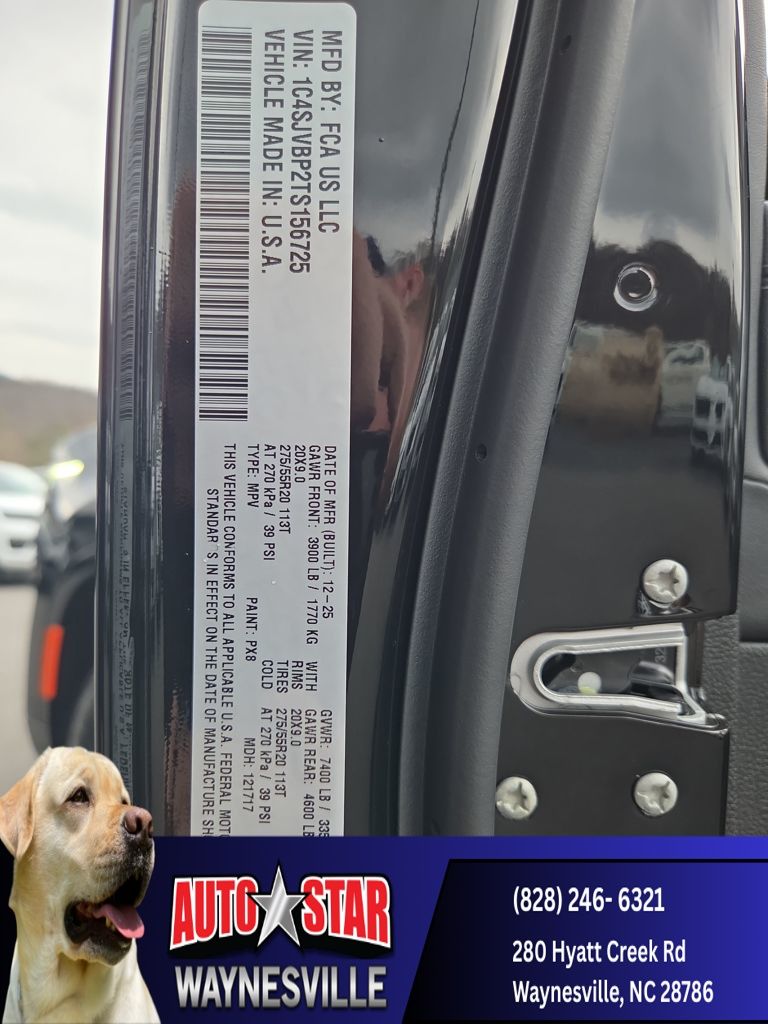 MFD BY: FCA US LLC
VIN: 1C4SJVBP2TS156725
VEHICLE MADE IN: U.S.A.
DATE OF MFR (BUILT): 12-25 GVWR: 7400 LB /
GAWR FRONT: 3900 LB / 1770 KG WITH GAWR REAR: 4600 LB
20X9.0 RIMS 20X9.0
275/55R20 113T TIRES 275/55R20 113T
AT 270 kPa / 39 PSI COLD AT 270 kPa / 39 PSI
TYPE: MPV PAINT: PX8 MDH: 121717
THIS VEHICLE CONFORMS TO ALL APPLICABLE U.S.A. FEDERAL
IN EFFECT ON THE DATE OF MANUFACTURE
AUTO STAR
WAYNESVILLE
(828) 246- 6321
280 Hyatt Creek Rd
Waynesville, NC 28786